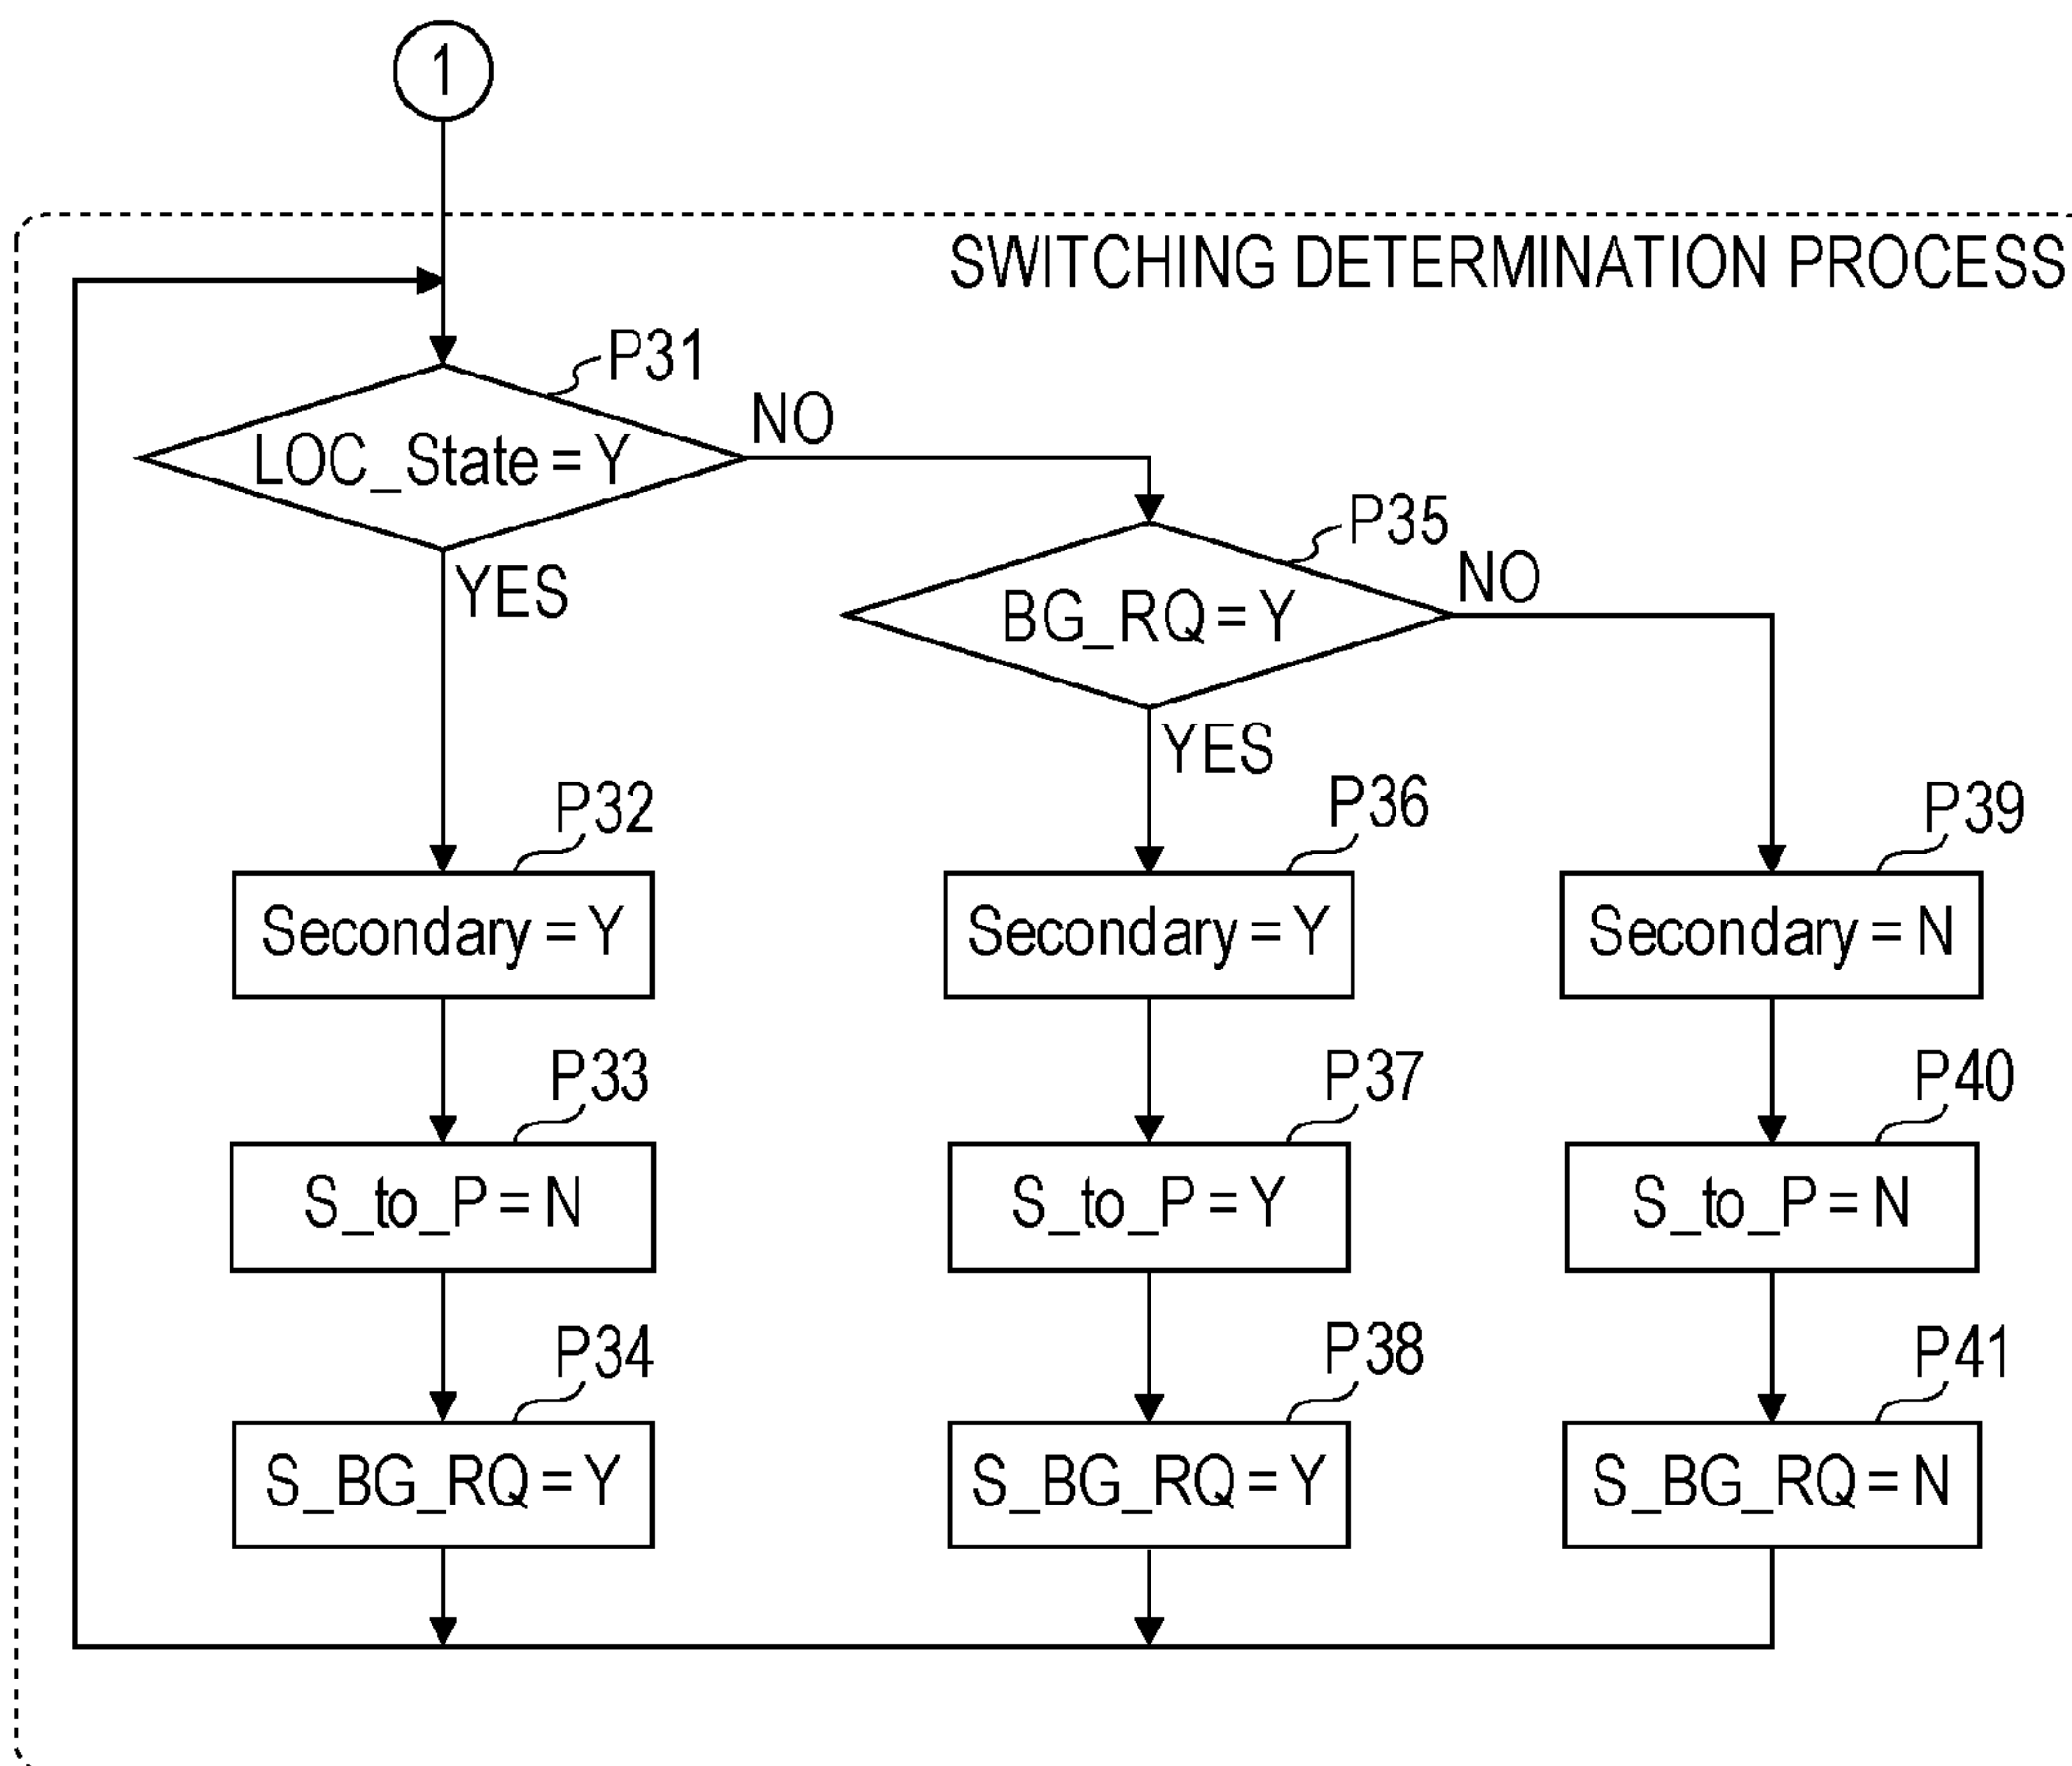 1
SWITCHING DETERMINATION PROCESS
P31
LOC_State = Y
NO
YES
P35
BG_RQ = Y
NO
YES
P32
Secondary = Y
P33
S_to_P = N
P34
S_BG_RQ = Y
P36
Secondary = Y
P37
S_to_P = Y
P38
S_BG_RQ = Y
P39
Secondary = N
P40
S_to_P = N
P41
S_BG_RQ = N